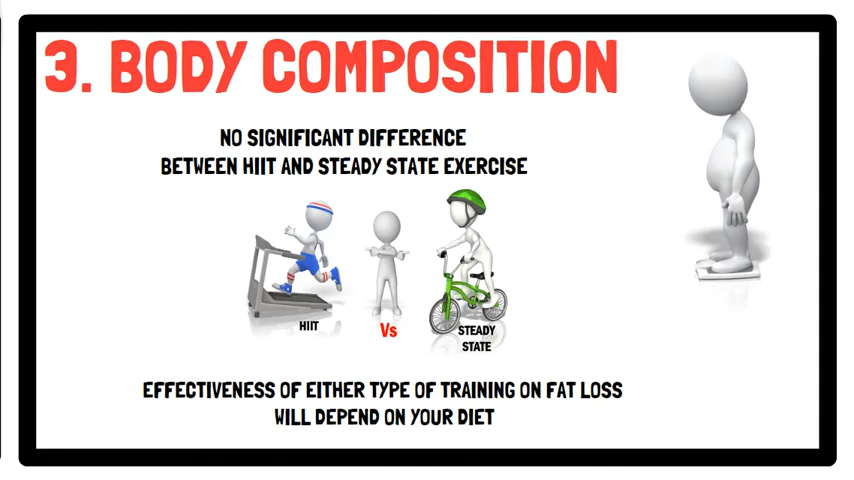 3. BODY COMPOSITION
NO SIGNIFICANT DIFFERENCE
BETWEEN HIIT AND STEADY STATE EXERCISE
HIIT
Vs
STEADY
STATE
EFFECTIVENESS OF EITHER TYPE OF TRAINING ON FAT LOSS
WILL DEPEND ON YOUR DIET